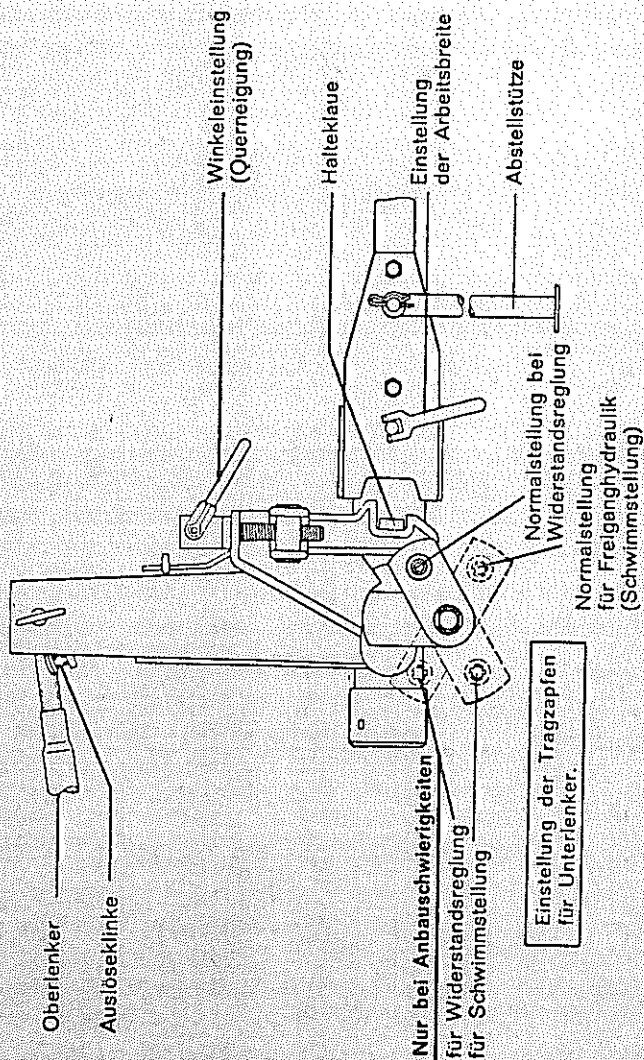 Oberlenker
Auslöseklinke
Winkeleinstellung
(Querneigung)
Halteklaue
Einstellung
der Arbeitsbreite
Abstellstütze
Normalstellung bei
Widerstandsreglung
Normalstellung
für Freiganghydraulik
(Schwimmstellung)
Nur bei Anbauschwierigkeiten
für Widerstandsreglung
für Schwimmstellung
Einstellung der Tragzapfen
für Unterlenker.